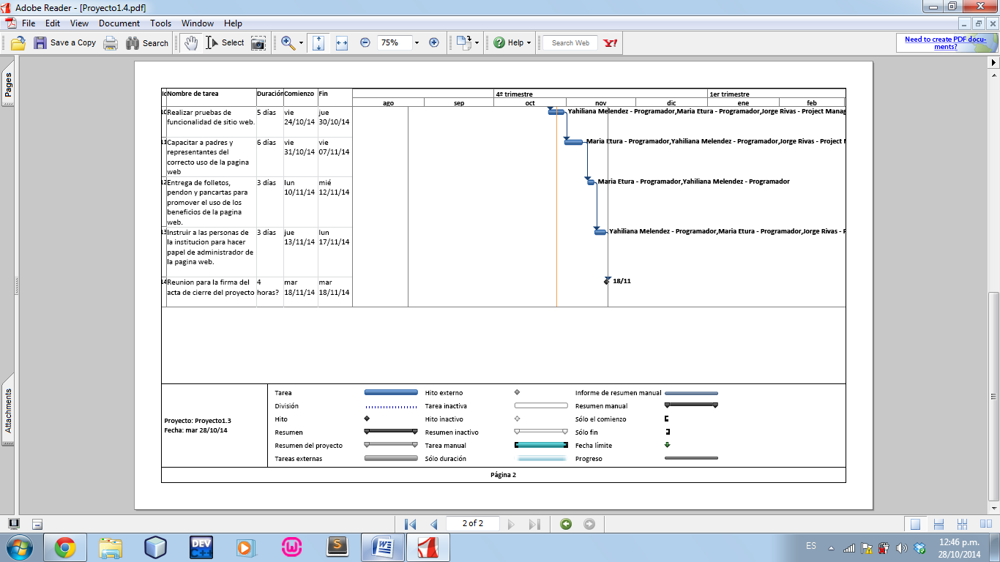 Adobe Reader - [Proyecto1.4.pdf]
File Edit View Document Tools Window Help
Save a Copy Search Select 75% Help Search Web Y!
Need to create PDF docu-
ments?
Pages
Attachments
Nombre de tarea Duración Comienzo Fin
4º trimestre 1er trimestre
ago sep oct nov dic ene feb
10 Realizar pruebas de
funcionalidad de sitio web.
5 días
vie
24/10/14
jue
30/10/14
Yahiliana Melendez - Programador,Maria Etura - Programador,Jorge Rivas - Project Manag
11 Capacitar a padres y
representantes del
correcto uso de la pagina
web
6 días
vie
31/10/14
vie
07/11/14
Maria Etura - Programador,Yahiliana Melendez - Programador,Jorge Rivas - Project
12 Entrega de folletos,
pendon y pancartas para
promover el uso de los
beneficios de la pagina
web.
3 días
lun
10/11/14
mié
12/11/14
Maria Etura - Programador,Yahiliana Melendez - Programador
13 Instruir a las personas de
la institucion para hacer
papel de administrador de
la pagina web.
3 días
jue
13/11/14
lun
17/11/14
Yahiliana Melendez - Programador,Maria Etura - Programador,Jorge Rivas -
14 Reunion para la firma del
acta de cierre del proyecto
4
horas?
mar
18/11/14
mar
18/11/14
18/11
Proyecto: Proyecto1.3
Fecha: mar 28/10/14
Tarea Hito externo Informe de resumen manual
División Tarea inactiva Resumen manual
Hito Hito inactivo Sólo el comienzo
Resumen Resumen inactivo Sólo fin
Resumen del proyecto Tarea manual Fecha límite
Tareas externas Sólo duración Progreso
Página 2
2 of 2
DEV
C++
S
W
ES
12:46 p.m.
28/10/2014